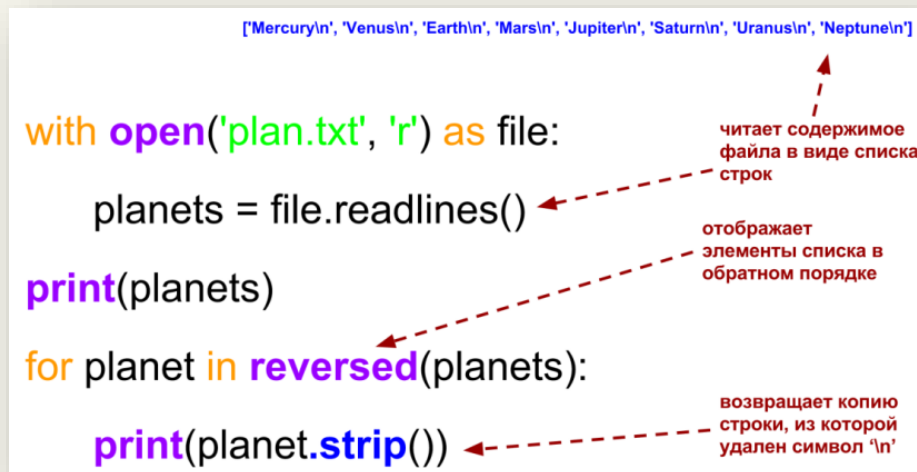 ['Mercury\n', 'Venus\n', 'Earth\n', 'Mars\n', 'Jupiter\n', 'Saturn\n', 'Uranus\n', 'Neptune\n']
with open('plan.txt', 'r') as file:
читает содержимое
файла в виде списка
строк
planets = file.readlines()
отображает
элементы списка в
обратном порядке
print(planets)
for planet in reversed(planets):
возвращает копию
строки, из которой
удален символ ‘\n’
print(planet.strip())